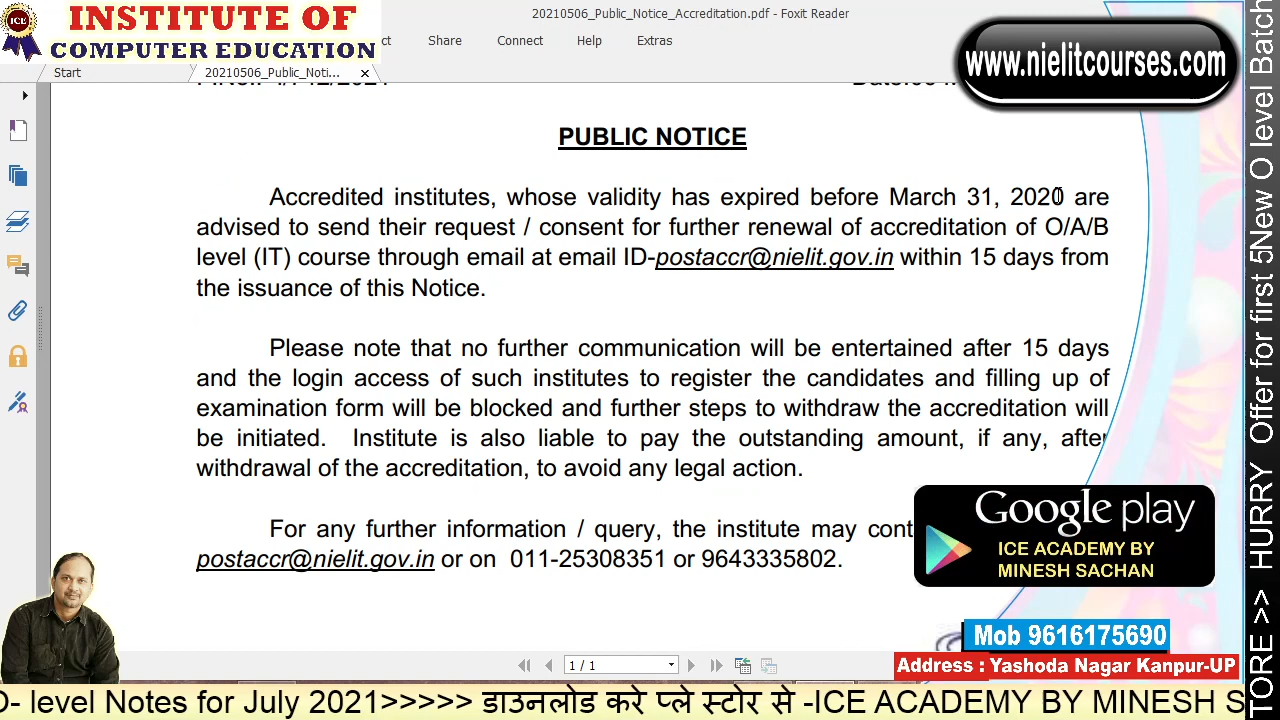 ICE
INSTITUTE OF
COMPUTER EDUCATION
20210506_Public_Notice_Accreditation.pdf - Foxit Reader
Share Connect Help Extras
www.nielitcourses.com
Start 20210506_Public_Noti... ×
PUBLIC NOTICE
Accredited institutes, whose validity has expired before March 31, 2020 are
advised to send their request / consent for further renewal of accreditation of O/A/B
level (IT) course through email at email ID-postaccr@nielit.gov.in within 15 days from
the issuance of this Notice.
Please note that no further communication will be entertained after 15 days
and the login access of such institutes to register the candidates and filling up of
examination form will be blocked and further steps to withdraw the accreditation will
be initiated. Institute is also liable to pay the outstanding amount, if any, after
withdrawal of the accreditation, to avoid any legal action.
For any further information / query, the institute may cont
postaccr@nielit.gov.in or on 011-25308351 or 9643335802.
Google play
ICE ACADEMY BY
MINESH SACHAN
Mob 9616175690
Address : Yashoda Nagar Kanpur-UP
1 / 1
- level Notes for July 2021>>>>> डाउनलोड करे प्ले स्टोर से -ICE ACADEMY BY MINESH S
TORE >> HURRY Offer for first 5New O level Batch